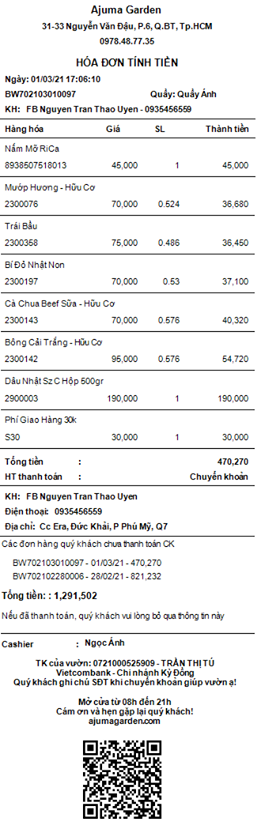 Ajuma Garden
31-33 Nguyễn Văn Đậu, P.6, Q.BT, Tp.HCM
0978.48.77.35
HÓA ĐƠN TÍNH TIỀN
Ngày: 01/03/21 17:06:10
BW702103010097 Quầy: Quầy Ánh
KH: FB Nguyen Tran Thao Uyen - 0935456559
Hàng hóa Giá SL Thành tiền
Nấm Mỡ RiCa
8938507518013 45,000 1 45,000
Mướp Hương - Hữu Cơ
2300076 70,000 0.524 36,680
Trái Bầu
2300358 75,000 0.486 36,450
Bí Đỏ Nhật Non
2300197 70,000 0.53 37,100
Cà Chua Beef Sữa - Hữu Cơ
2300143 70,000 0.576 40,320
Bông Cải Trắng - Hữu Cơ
2300142 95,000 0.576 54,720
Dâu Nhật Sz C Hộp 500gr
2900003 190,000 1 190,000
Phí Giao Hàng 30k
S30 30,000 1 30,000
Tổng tiền : 470,270
HT thanh toán : Chuyển khoản
KH: FB Nguyen Tran Thao Uyen
Điện thoại: 0935456559
Địa chỉ: Cc Era, Đức Khải, P Phú Mỹ, Q7
Các đơn hàng quý khách chưa thanh toán CK
BW702103010097 - 01/03/21 - 470,270
BW702102280006 - 28/02/21 - 821,232
Tổng tiền: : 1,291,502
Nếu đã thanh toán, quý khách vui lòng bỏ qua thông tin này
Cashier : Ngọc Ánh
TK của vườn: 0721000525909 - TRẦN THỊ TÚ
Vietcombank - Chi nhánh Kỳ Đồng
Quý khách ghi chú SĐT khi chuyển khoản giúp vườn ạ!
Mở cửa từ 08h đến 21h
Cám ơn và hẹn gặp lại quý khách!
ajumagarden.com